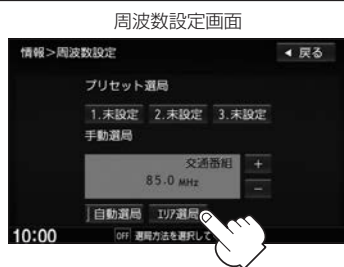 周波数設定画面
情報>周波数設定 ◀ 戻る
プリセット選局
1.未設定 2.未設定 3.未設定
手動選局
交通番組 +
85.0 MHz −
自動選局 エリア選局
10:00 OFF 選局方法を選択して